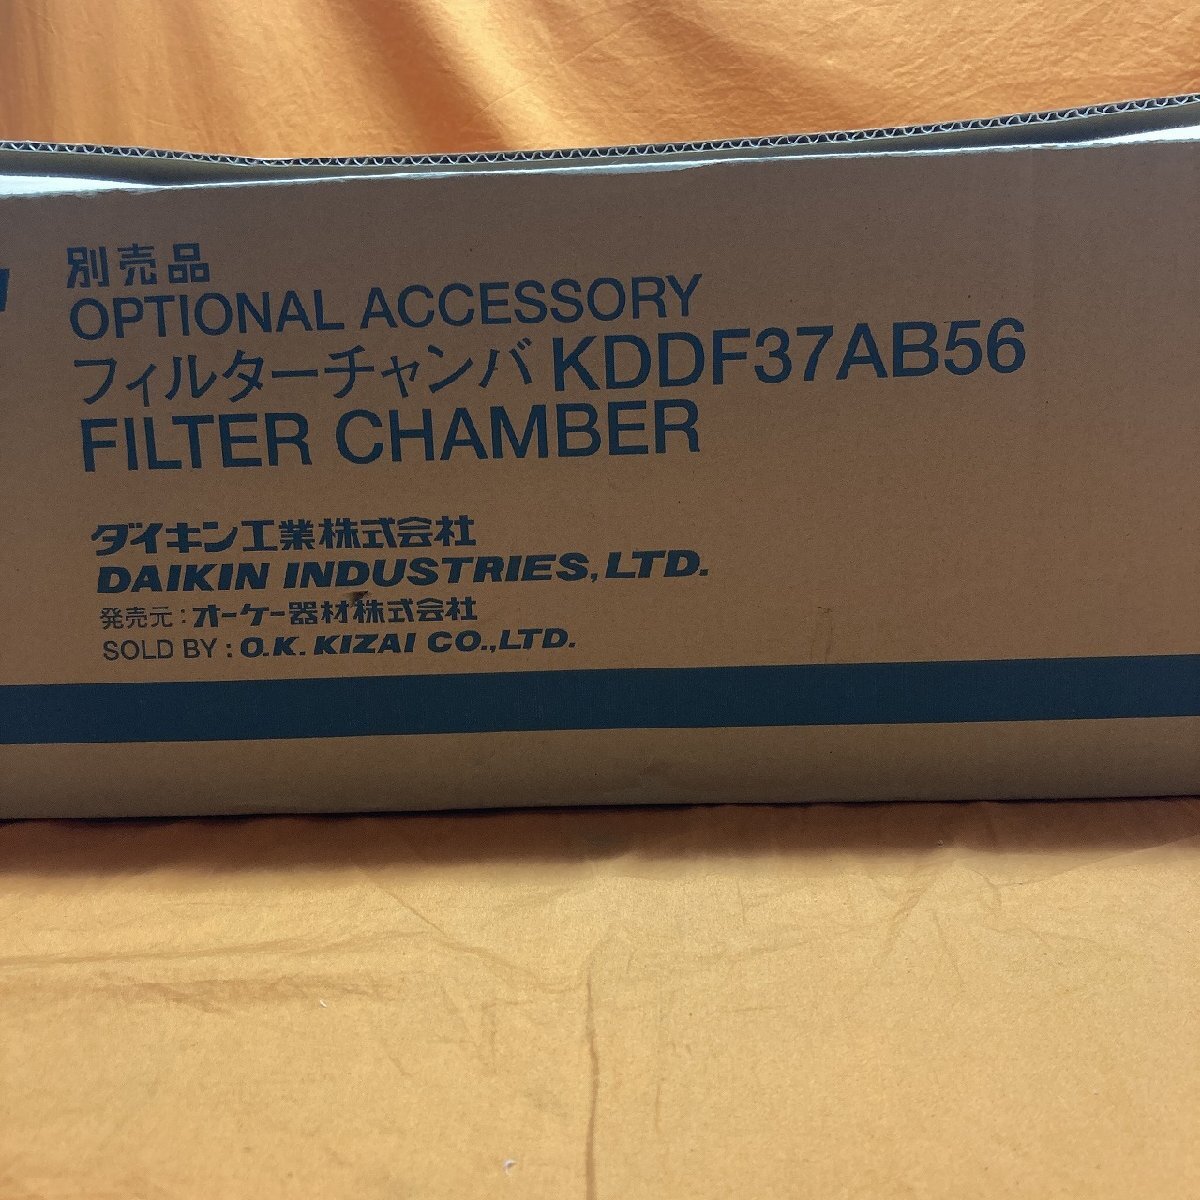 別売品
OPTIONAL ACCESSORY
フィルターチャンバ KDDF37AB56
FILTER CHAMBER
ダイキン工業株式会社
DAIKIN INDUSTRIES,LTD.
発売元:オーケー器材株式会社
SOLD BY : O.K. KIZAI CO.,LTD.